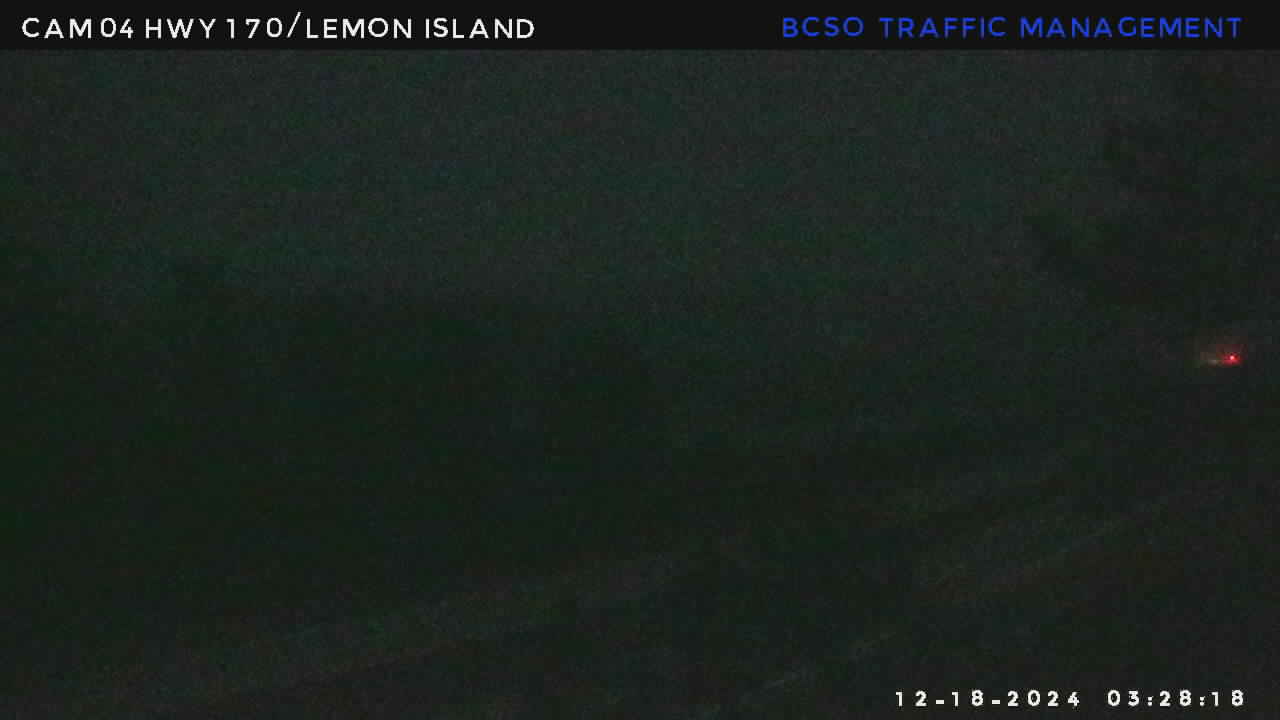 CAM04 HWY 170/LEMON ISLAND
BCSO TRAFFIC MANAGEMENT
12-18-2024 03:28:18